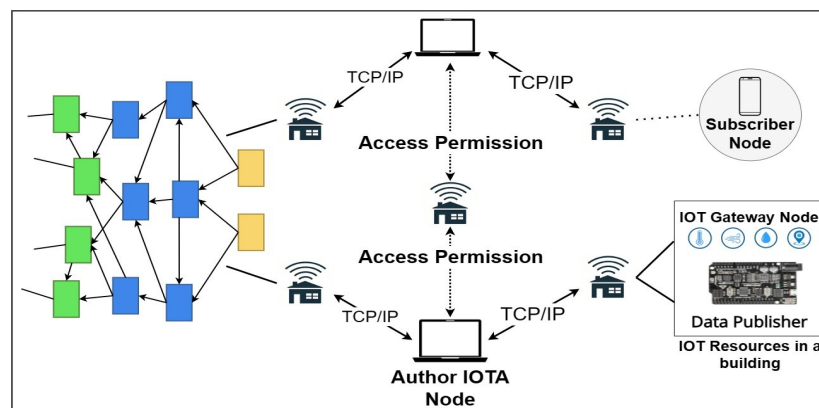 TCP/IP
TCP/IP
Access Permission
Subscriber
Node
Access Permission
IOT Gateway Node
TCP/IP
TCP/IP
Data Publisher
Author IOTA
Node
IOT Resources in a
building